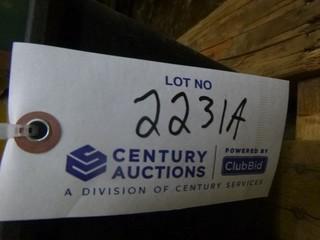 LOT NO
2231A
CENTURY AUCTIONS
POWERED BY
ClubBid
A DIVISION OF CENTURY SERVICES